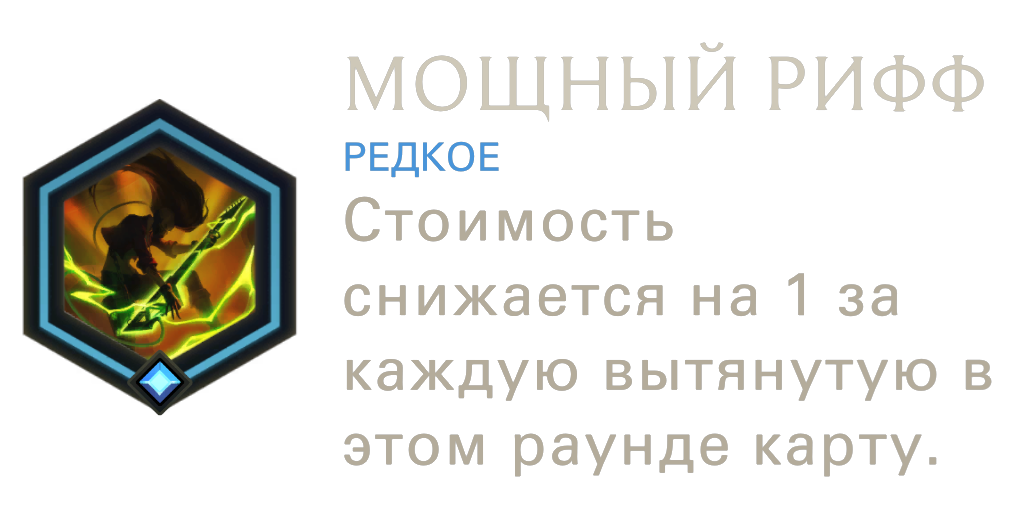 МОЩНЫЙ РИФФ
РЕДКОЕ
Стоимость
снижается на 1 за
каждую вытянутую в
этом раунде карту.